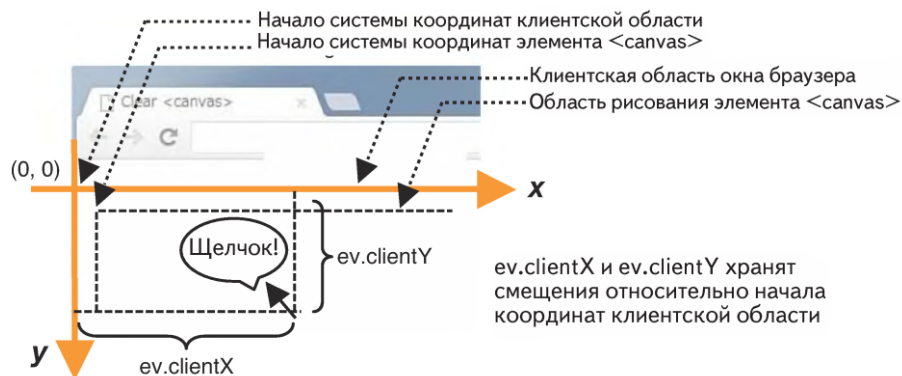 Начало системы координат клиентской области
Начало системы координат элемента <canvas>
Клиентская область окна браузера
Область рисования элемента <canvas>
Clear <canvas>
(0, 0)
x
Щелчок!
ev.clientY
ev.clientX и ev.clientY хранят
смещения относительно начала
координат клиентской области
y
ev.clientX